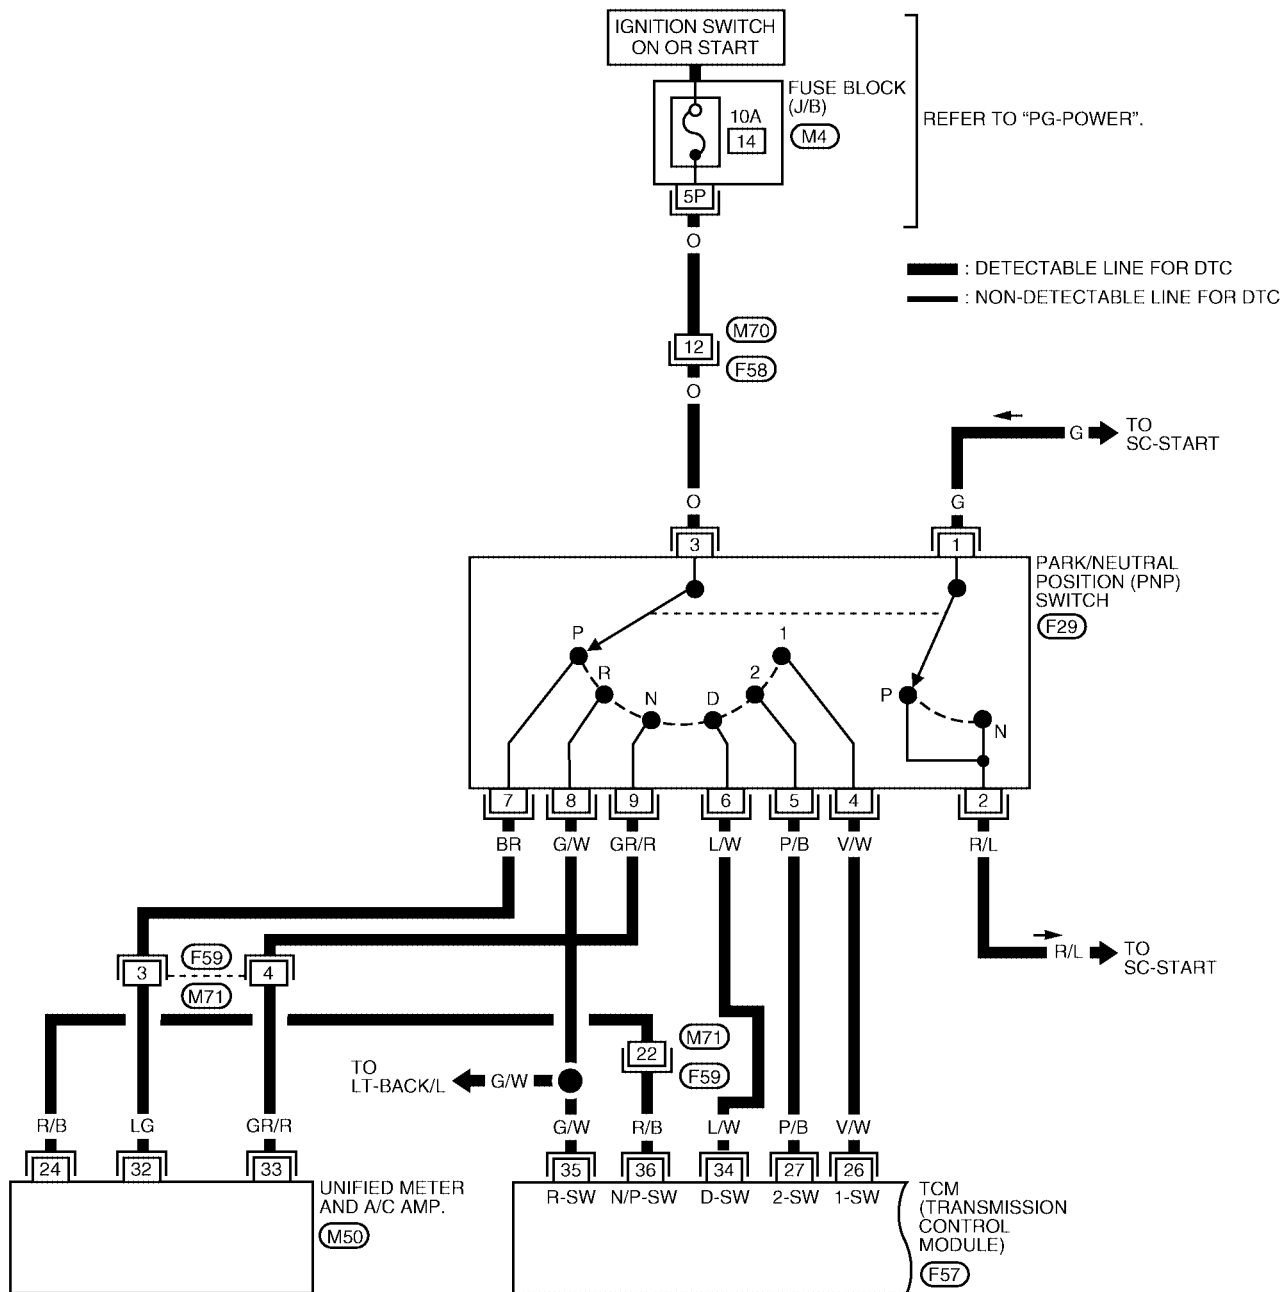 IGNITION SWITCH
ON OR START
FUSE BLOCK
(J/B)
M4
10A
14
5P
REFER TO “PG-POWER”.
O
: DETECTABLE LINE FOR DTC
: NON-DETECTABLE LINE FOR DTC
M70
12
F58
O
G
TO
SC-START
O
G
3
1
PARK/NEUTRAL
POSITION (PNP)
SWITCH
F29
P
R
N
D
2
1
P
N
7
8
9
6
5
4
2
BR
G/W
GR/R
L/W
P/B
V/W
R/L
R/L
TO
SC-START
3
F59
M71
4
M71
22
F59
TO
LT-BACK/L
G/W
R/B
LG
GR/R
G/W
R/B
L/W
P/B
V/W
24
32
33
35
36
34
27
26
R-SW
N/P-SW
D-SW
2-SW
1-SW
UNIFIED METER
AND A/C AMP.
M50
TCM
(TRANSMISSION
CONTROL
MODULE)
F57